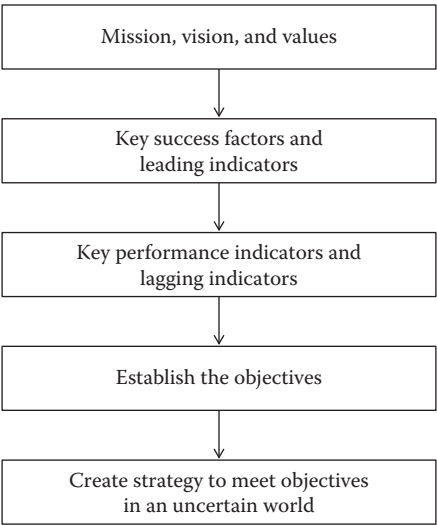 Mission, vision, and values
Key success factors and
leading indicators
Key performance indicators and
lagging indicators
Establish the objectives
Create strategy to meet objectives
in an uncertain world